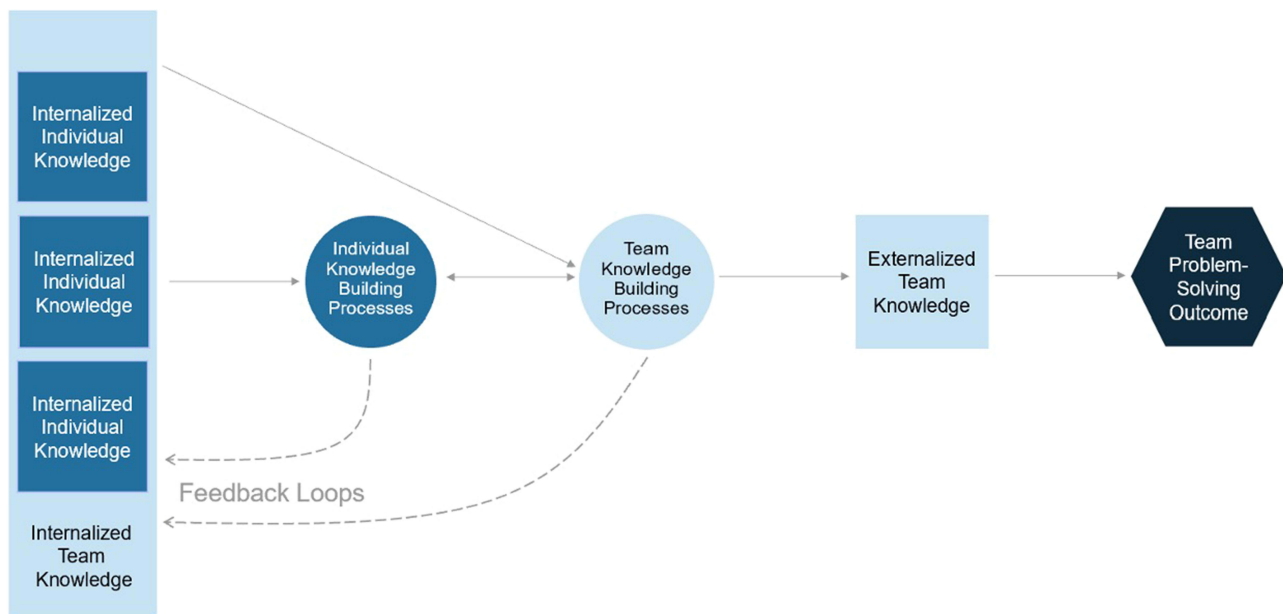 Internalized
Individual
Knowledge
Internalized
Individual
Knowledge
Internalized
Individual
Knowledge
Internalized
Team
Knowledge
Individual
Knowledge
Building
Processes
Team
Knowledge
Building
Processes
Externalized
Team
Knowledge
Team
Problem-
Solving
Outcome
Feedback Loops